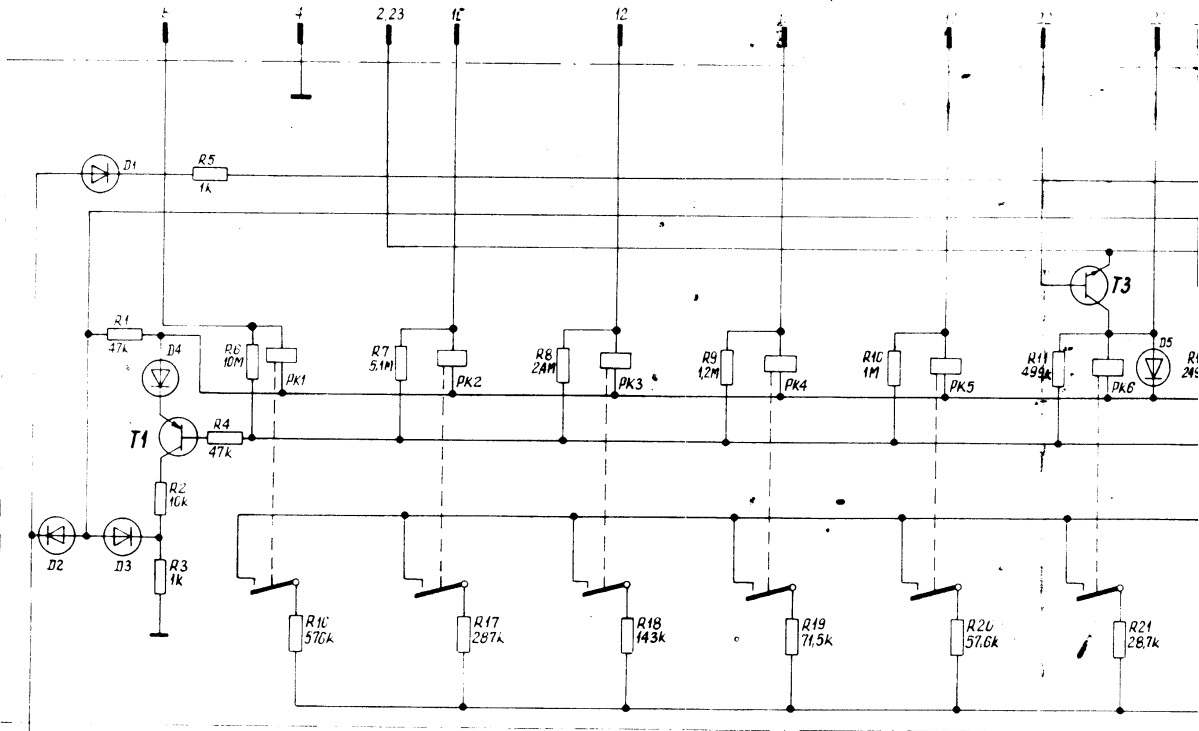 4
2,23
12
D1
R5
1k
T3
R1
47k
D4
R6
10M
PK1
R7
5,1M
PK2
R8
PK3
R9
1,2M
PK4
R10
1M
PK5
R11
PK6
D5
T1
R4
47k
R2
10k
D2
D3
R3
1k
R16
576k
R17
287k
R18
143k
R19
71,5k
R20
57,6k
R21
28,7k